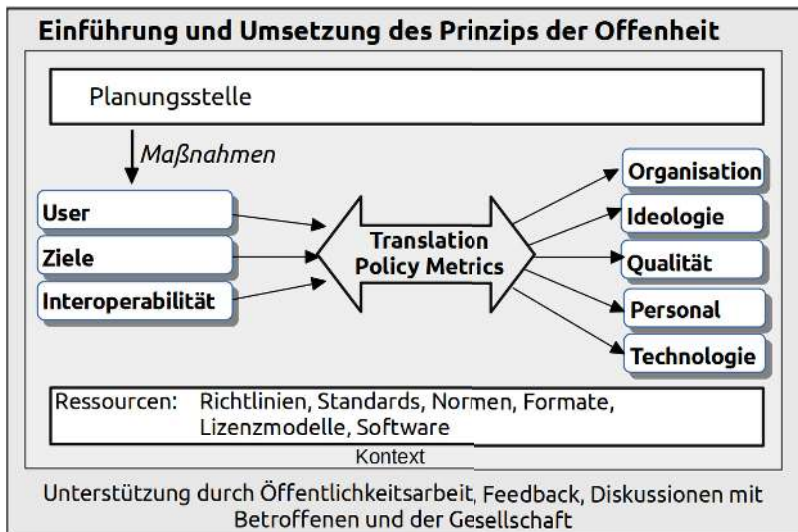 Einführung und Umsetzung des Prinzips der Offenheit
Planungsstelle
Maßnahmen
User
Ziele
Interoperabilität
Translation
Policy Metrics
Organisation
Ideologie
Qualität
Personal
Technologie
Ressourcen: Richtlinien, Standards, Normen, Formate,
Lizenzmodelle, Software
Kontext
Unterstützung durch Öffentlichkeitsarbeit, Feedback, Diskussionen mit
Betroffenen und der Gesellschaft